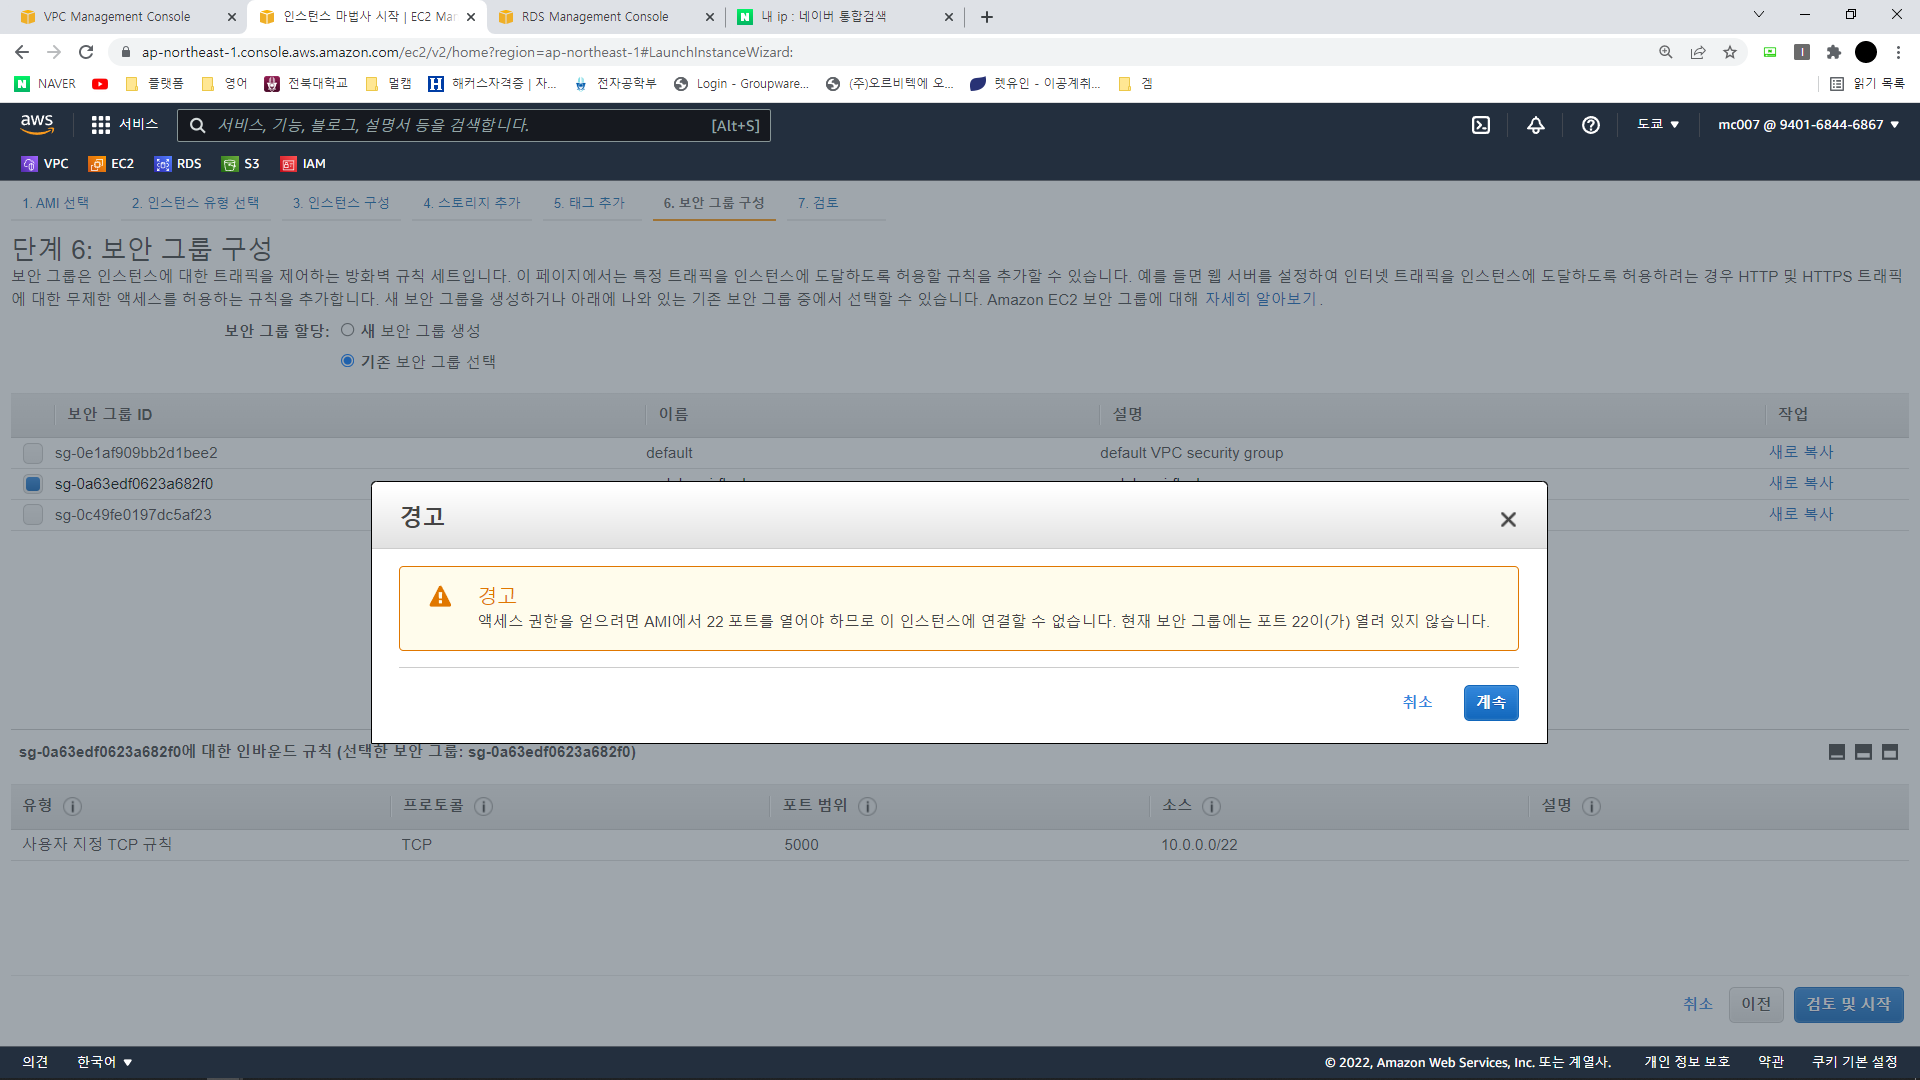 VPC Management Console
인스턴스 마법사 시작 | EC2 Mar
RDS Management Console
내 ip : 네이버 통합검색
ap-northeast-1.console.aws.amazon.com/ec2/v2/home?region=ap-northeast-1#LaunchInstanceWizard:
NAVER
플랫폼
영어
전북대학교
멀캠
해커스자격증 | 자...
전자공학부
Login - Groupware...
(주)오르비텍에 오...
렛유인 - 이공계취...
겜
읽기 목록
aws
서비스
서비스, 기능, 블로그, 설명서 등을 검색합니다.
[Alt+S]
도쿄
mc007 @ 9401-6844-6867
VPC
EC2
RDS
S3
IAM
1. AMI 선택
2. 인스턴스 유형 선택
3. 인스턴스 구성
4. 스토리지 추가
5. 태그 추가
6. 보안 그룹 구성
7. 검토
단계 6: 보안 그룹 구성
보안 그룹은 인스턴스에 대한 트래픽을 제어하는 방화벽 규칙 세트입니다. 이 페이지에서는 특정 트래픽을 인스턴스에 도달하도록 허용할 규칙을 추가할 수 있습니다. 예를 들면 웹 서버를 설정하여 인터넷 트래픽을 인스턴스에 도달하도록 허용하려는 경우 HTTP 및 HTTPS 트래픽
에 대한 무제한 액세스를 허용하는 규칙을 추가합니다. 새 보안 그룹을 생성하거나 아래에 나와 있는 기존 보안 그룹 중에서 선택할 수 있습니다. Amazon EC2 보안 그룹에 대해 자세히 알아보기.
보안 그룹 할당:
새 보안 그룹 생성
기존 보안 그룹 선택
보안 그룹 ID
이름
설명
작업
sg-0e1af909bb2d1bee2
default
default VPC security group
새로 복사
sg-0a63edf0623a682f0
새로 복사
sg-0c49fe0197dc5af23
새로 복사
경고
경고
액세스 권한을 얻으려면 AMI에서 22 포트를 열어야 하므로 이 인스턴스에 연결할 수 없습니다. 현재 보안 그룹에는 포트 22이(가) 열려 있지 않습니다.
취소
계속
sg-0a63edf0623a682f0에 대한 인바운드 규칙 (선택한 보안 그룹: sg-0a63edf0623a682f0)
유형
프로토콜
포트 범위
소스
설명
사용자 지정 TCP 규칙
TCP
5000
10.0.0.0/22
취소
이전
검토 및 시작
의견
한국어
© 2022, Amazon Web Services, Inc. 또는 계열사.
개인 정보 보호
약관
쿠키 기본 설정